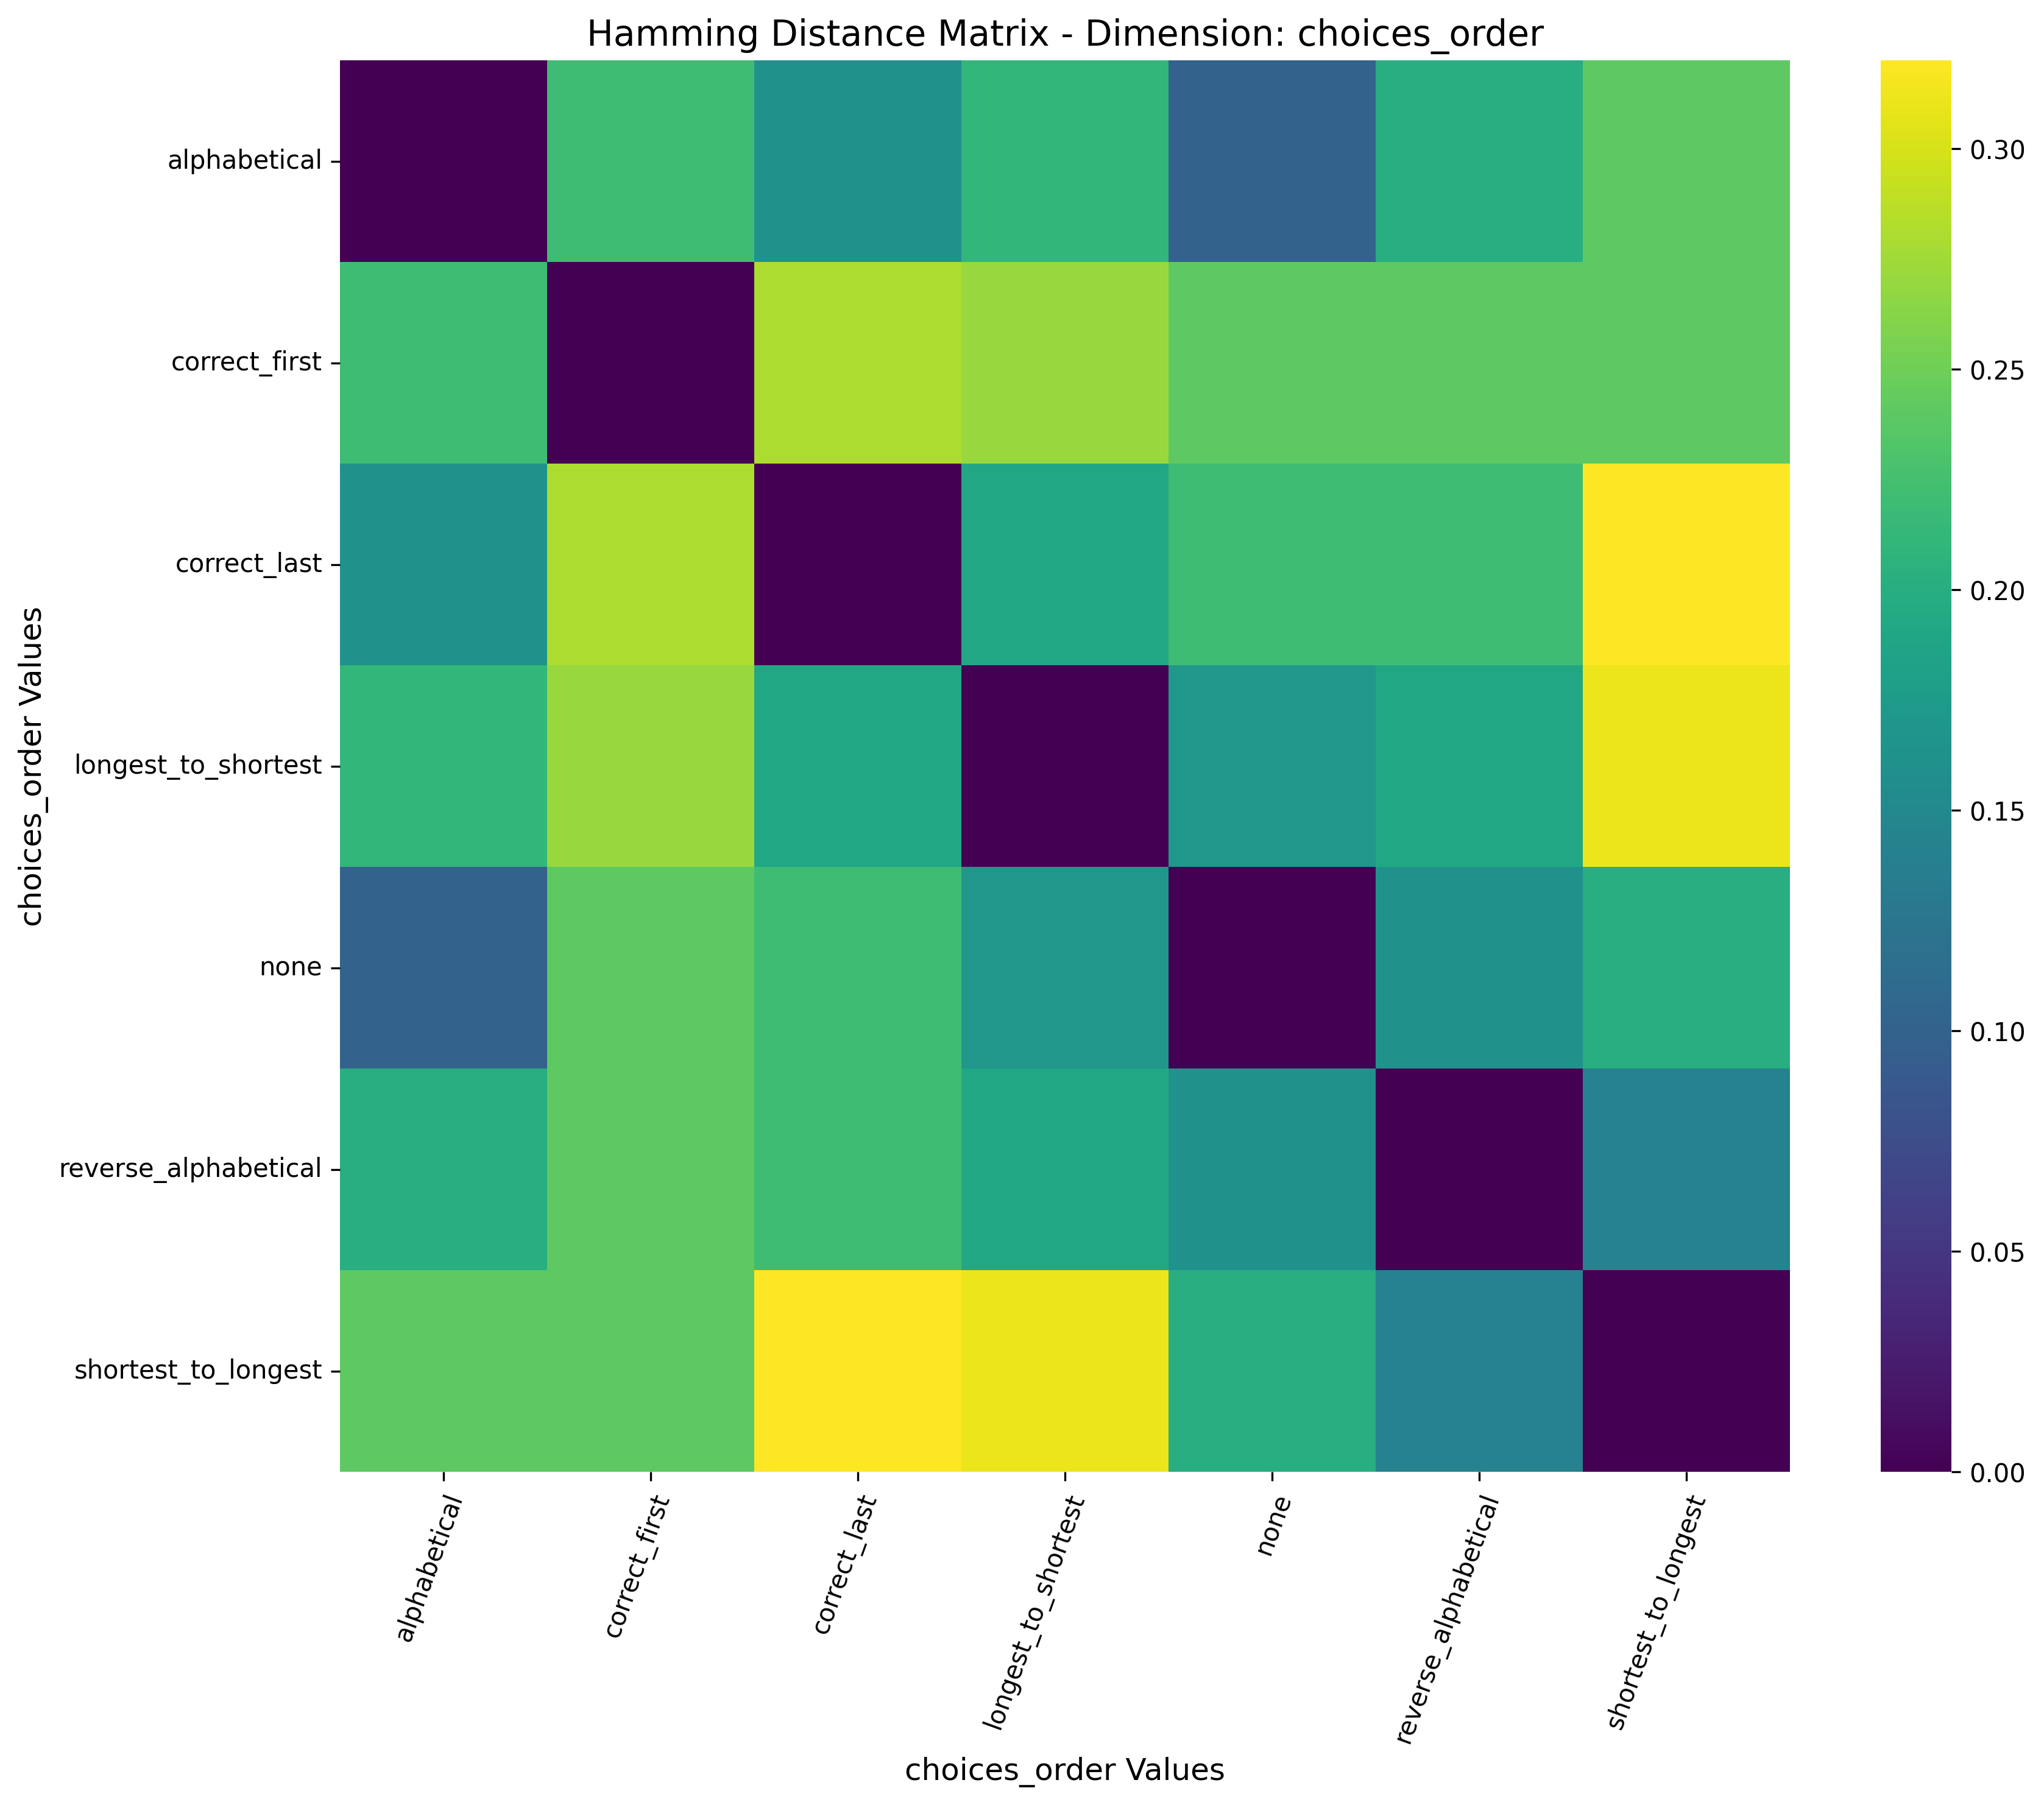 Hamming Distance Matrix - Dimension: choices_order
choices_order Values
alphabetical
correct_first
correct_last
longest_to_shortest
none
reverse_alphabetical
shortest_to_longest
alphabetical
correct_first
correct_last
longest_to_shortest
none
reverse_alphabetical
shortest_to_longest
choices_order Values
0.30
0.25
0.20
0.15
0.10
0.05
0.00